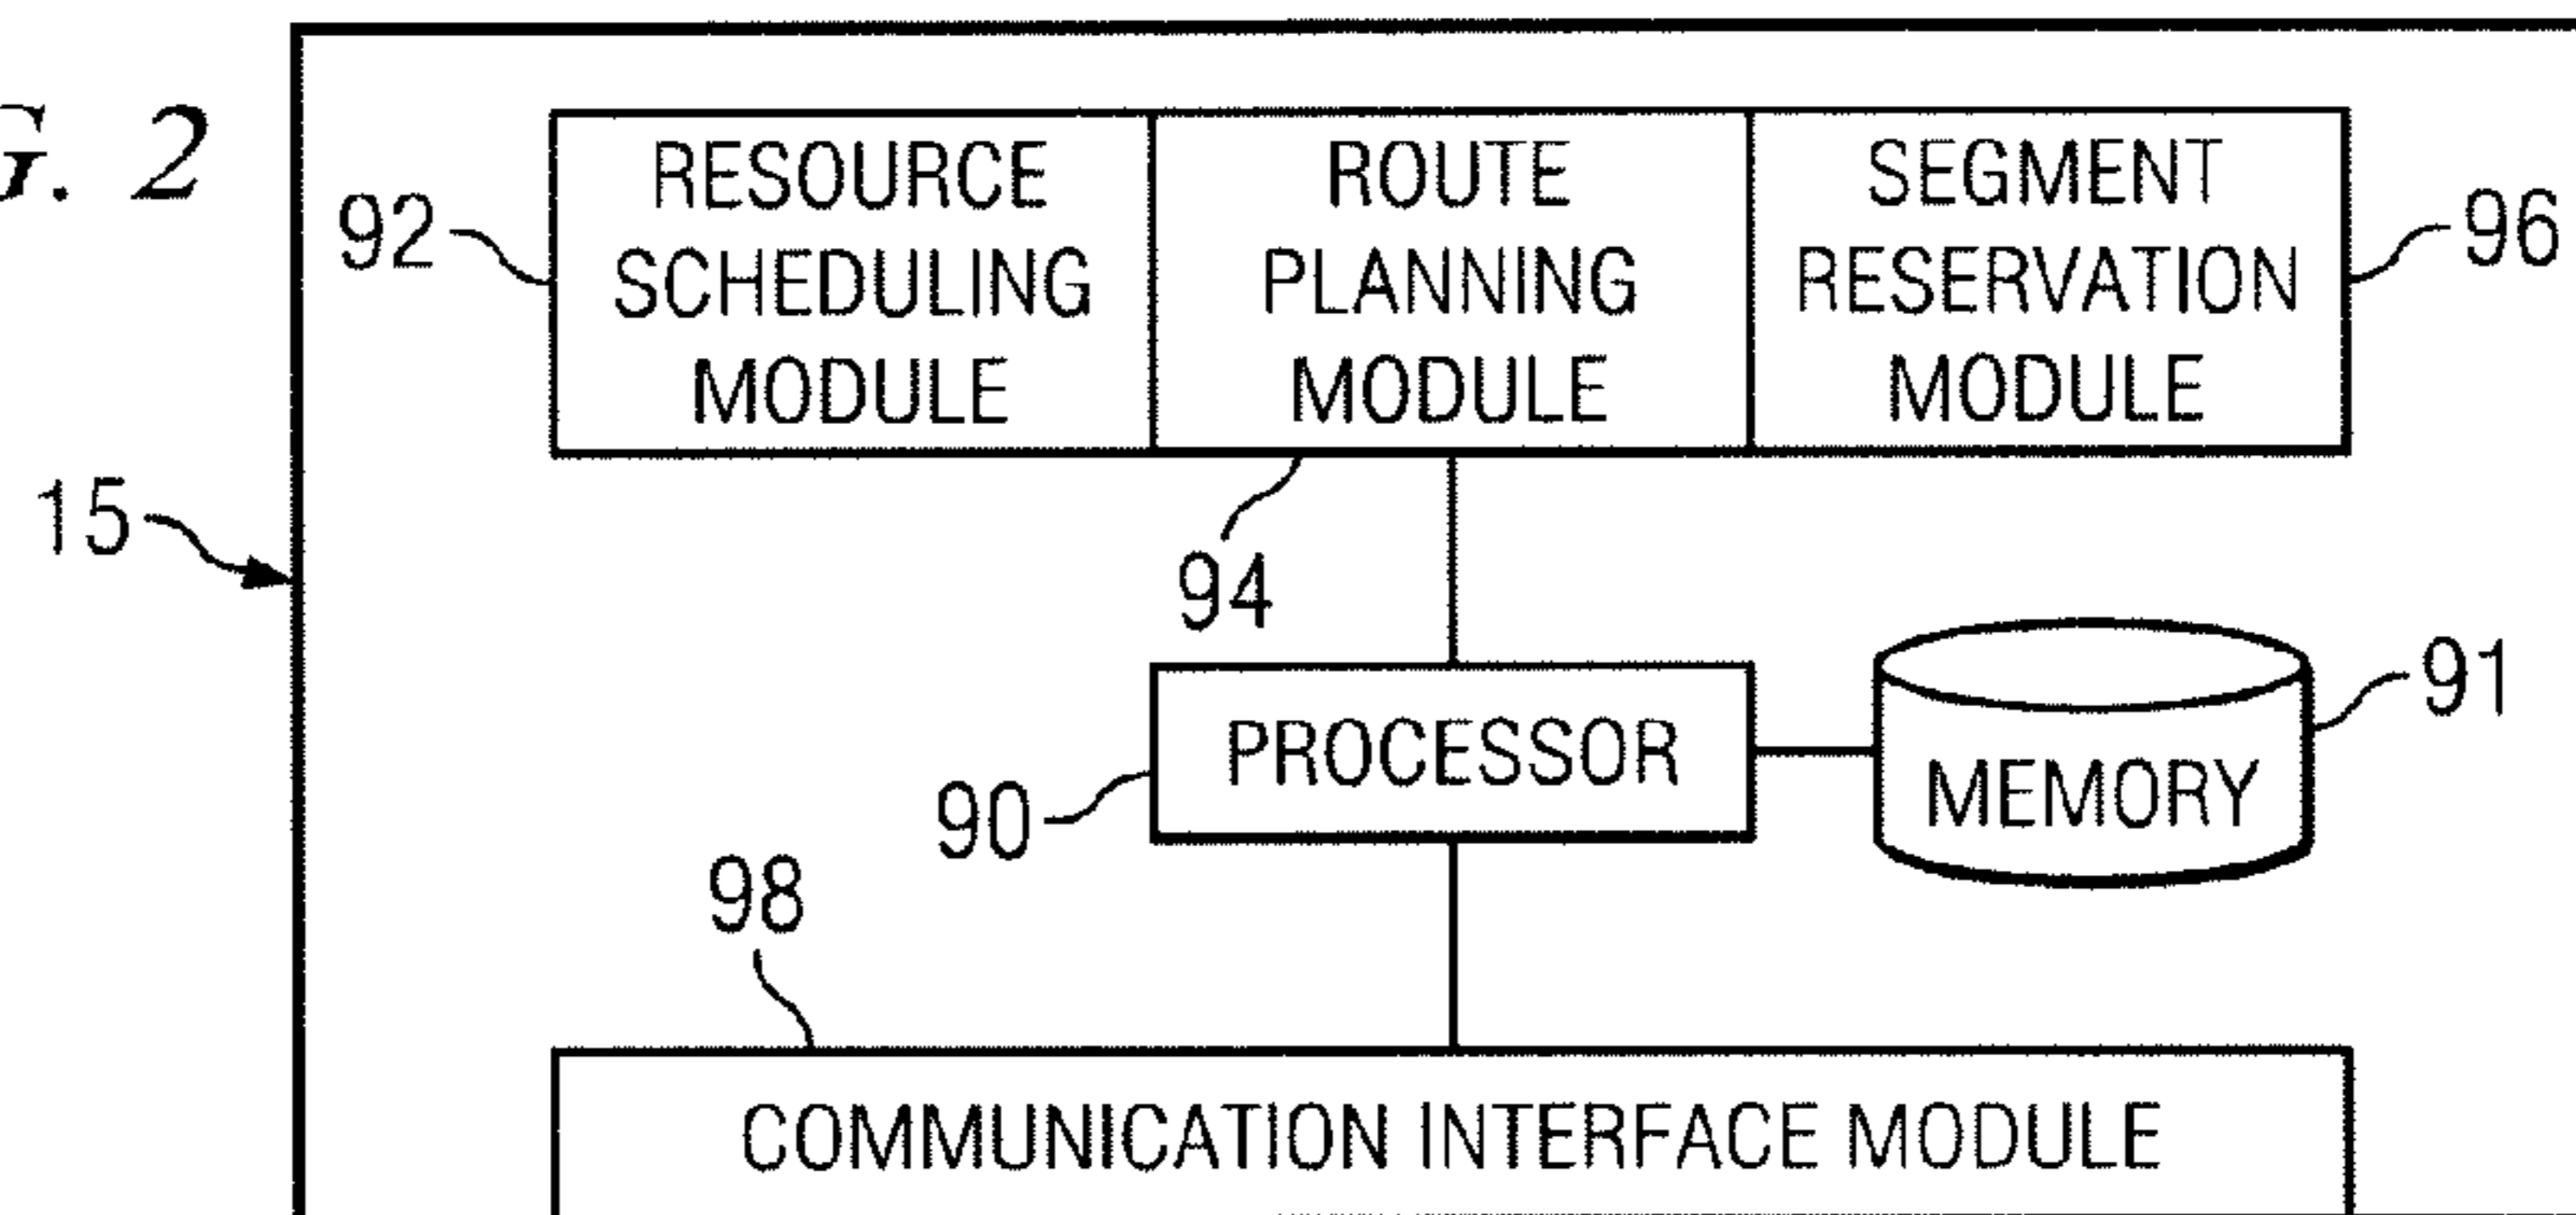 G. 2
92
RESOURCE
SCHEDULING
MODULE
ROUTE
PLANNING
MODULE
SEGMENT
RESERVATION
MODULE
96
15
94
PROCESSOR
90
MEMORY
91
98
COMMUNICATION INTERFACE MODULE